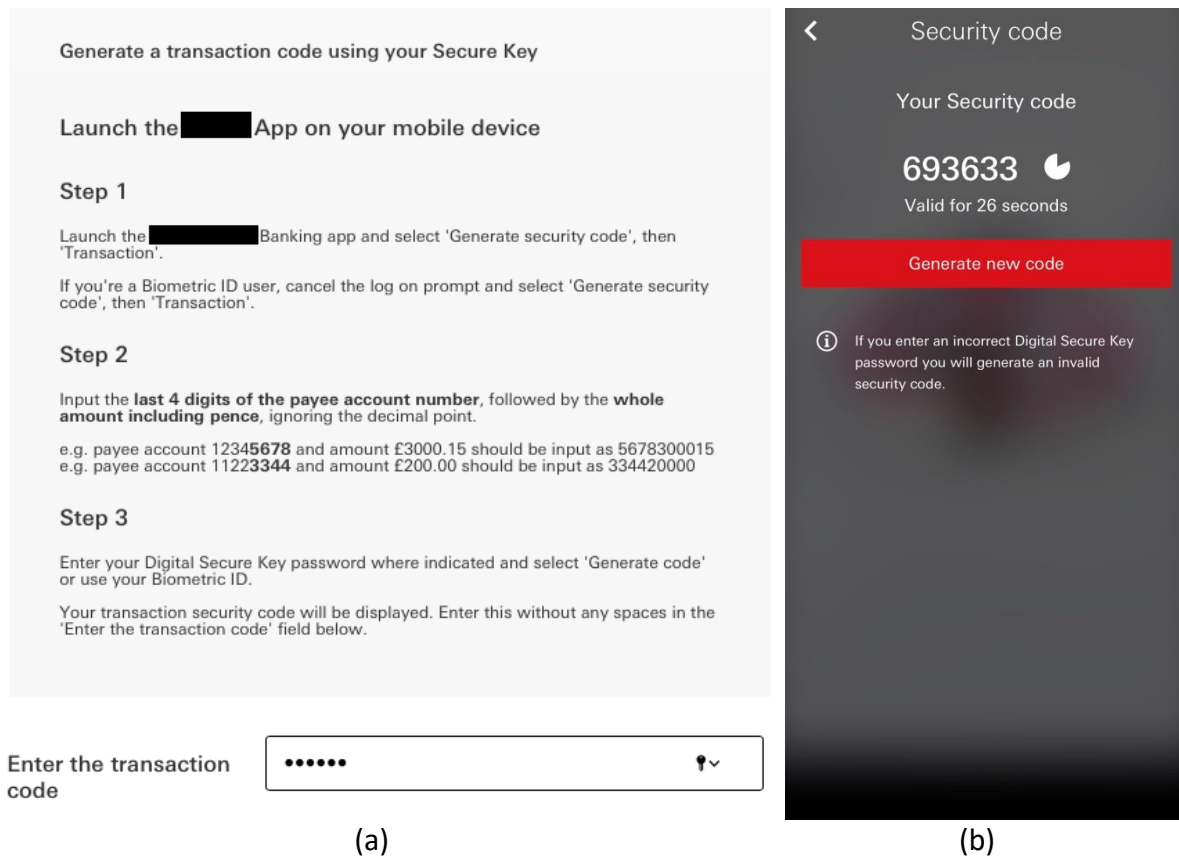 Generate a transaction code using your Secure Key
Launch the App on your mobile device
Step 1
Launch the Banking app and select 'Generate security code', then
'Transaction'.
If you're a Biometric ID user, cancel the log on prompt and select 'Generate security
code', then 'Transaction'.
Step 2
Input the last 4 digits of the payee account number, followed by the whole
amount including pence, ignoring the decimal point.
e.g. payee account 12345678 and amount £3000.15 should be input as 5678300015
e.g. payee account 11223344 and amount £200.00 should be input as 334420000
Step 3
Enter your Digital Secure Key password where indicated and select 'Generate code'
or use your Biometric ID.
Your transaction security code will be displayed. Enter this without any spaces in the
'Enter the transaction code' field below.
Enter the transaction
code
••••••
(a)
Security code
Your Security code
693633
Valid for 26 seconds
Generate new code
If you enter an incorrect Digital Secure Key
password you will generate an invalid
security code.
(b)